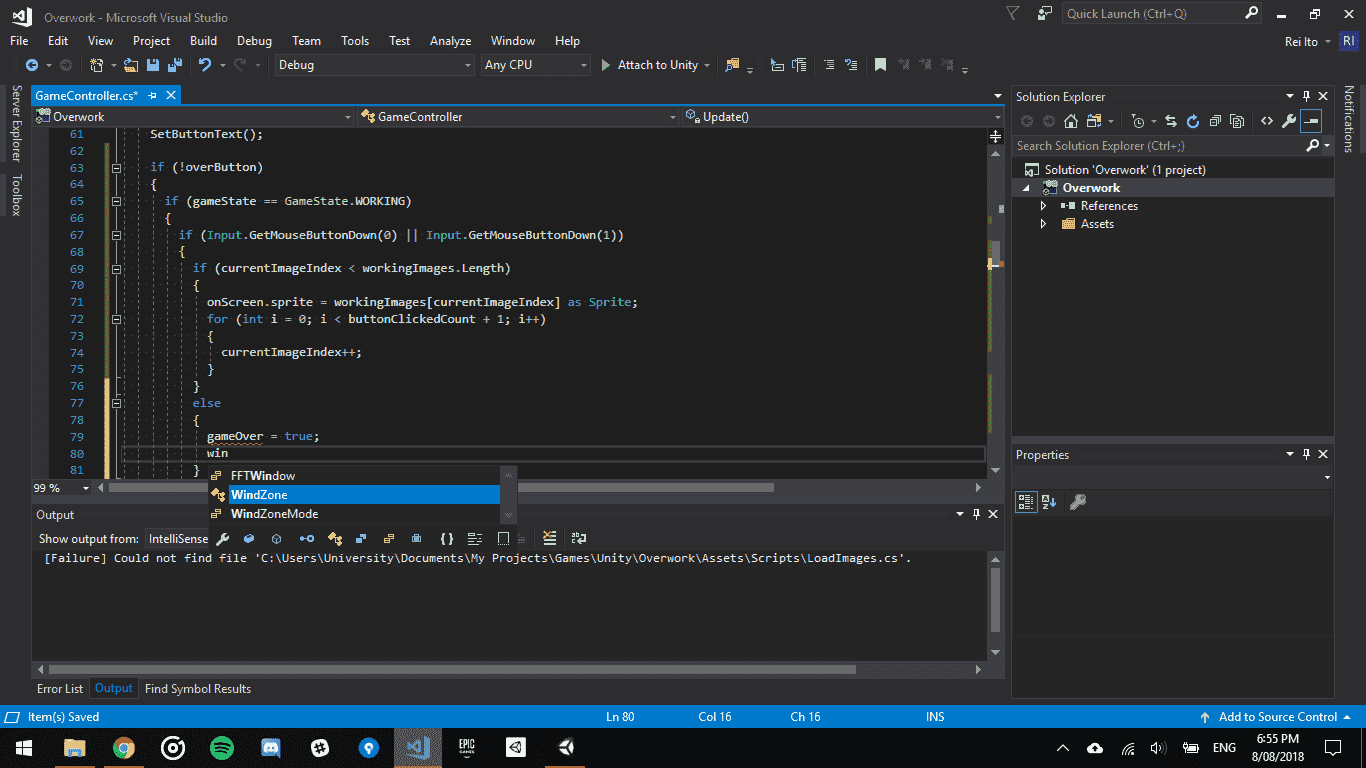 Overwork - Microsoft Visual Studio
Quick Launch (Ctrl+Q)
File Edit View Project Build Debug Team Tools Test Analyze Window Help
Rei Ito RI
Debug Any CPU Attach to Unity
Server Explorer
Toolbox
GameController.cs*
Overwork GameController Update()
61 SetButtonText();
62
63 if (!overButton)
64 {
65 if (gameState == GameState.WORKING)
66 {
67 if (Input.GetMouseButtonDown(0) || Input.GetMouseButtonDown(1))
68 {
69 if (currentImageIndex < workingImages.Length)
70 {
71 onScreen.sprite = workingImages[currentImageIndex] as Sprite;
72 for (int i = 0; i < buttonClickedCount + 1; i++)
73 {
74 currentImageIndex++;
75 }
76 }
77 else
78 {
79 gameOver = true;
80 win
81 }
FFTWindow
WindZone
WindZoneMode
99 %
Output
Show output from: IntelliSense
[Failure] Could not find file 'C:\Users\University\Documents\My Projects\Games\Unity\Overwork\Assets\Scripts\LoadImages.cs'.
Error List Output Find Symbol Results
Solution Explorer
Search Solution Explorer (Ctrl+;)
Solution 'Overwork' (1 project)
Overwork
References
Assets
Properties
Notifications
Item(s) Saved Ln 80 Col 16 Ch 16 INS Add to Source Control
EPIC GAMES
ENG
6:55 PM
8/08/2018